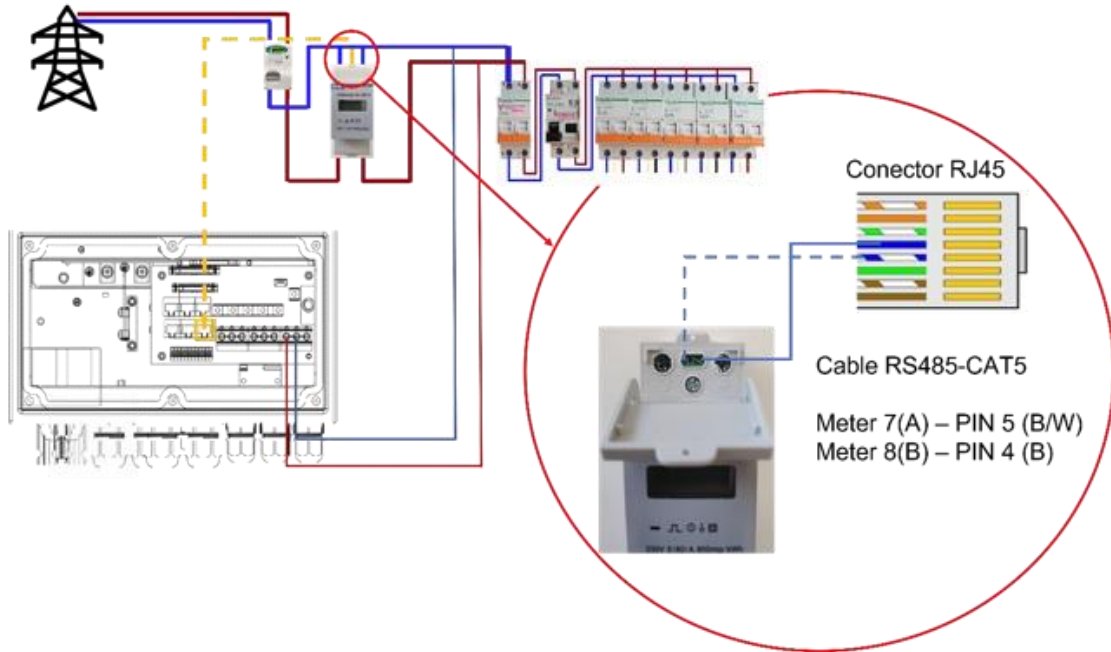 Conector RJ45
Cable RS485-CAT5
Meter 7(A) – PIN 5 (B/W)
Meter 8(B) – PIN 4 (B)